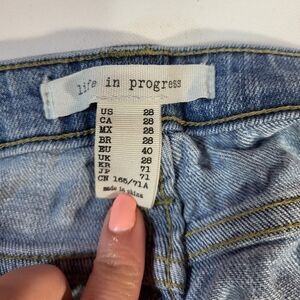 life in progress
US 28
CA 28
MX 28
BR 28
EU 40
UK 28
KR 71
JP 71
CN 165/71A
made in china